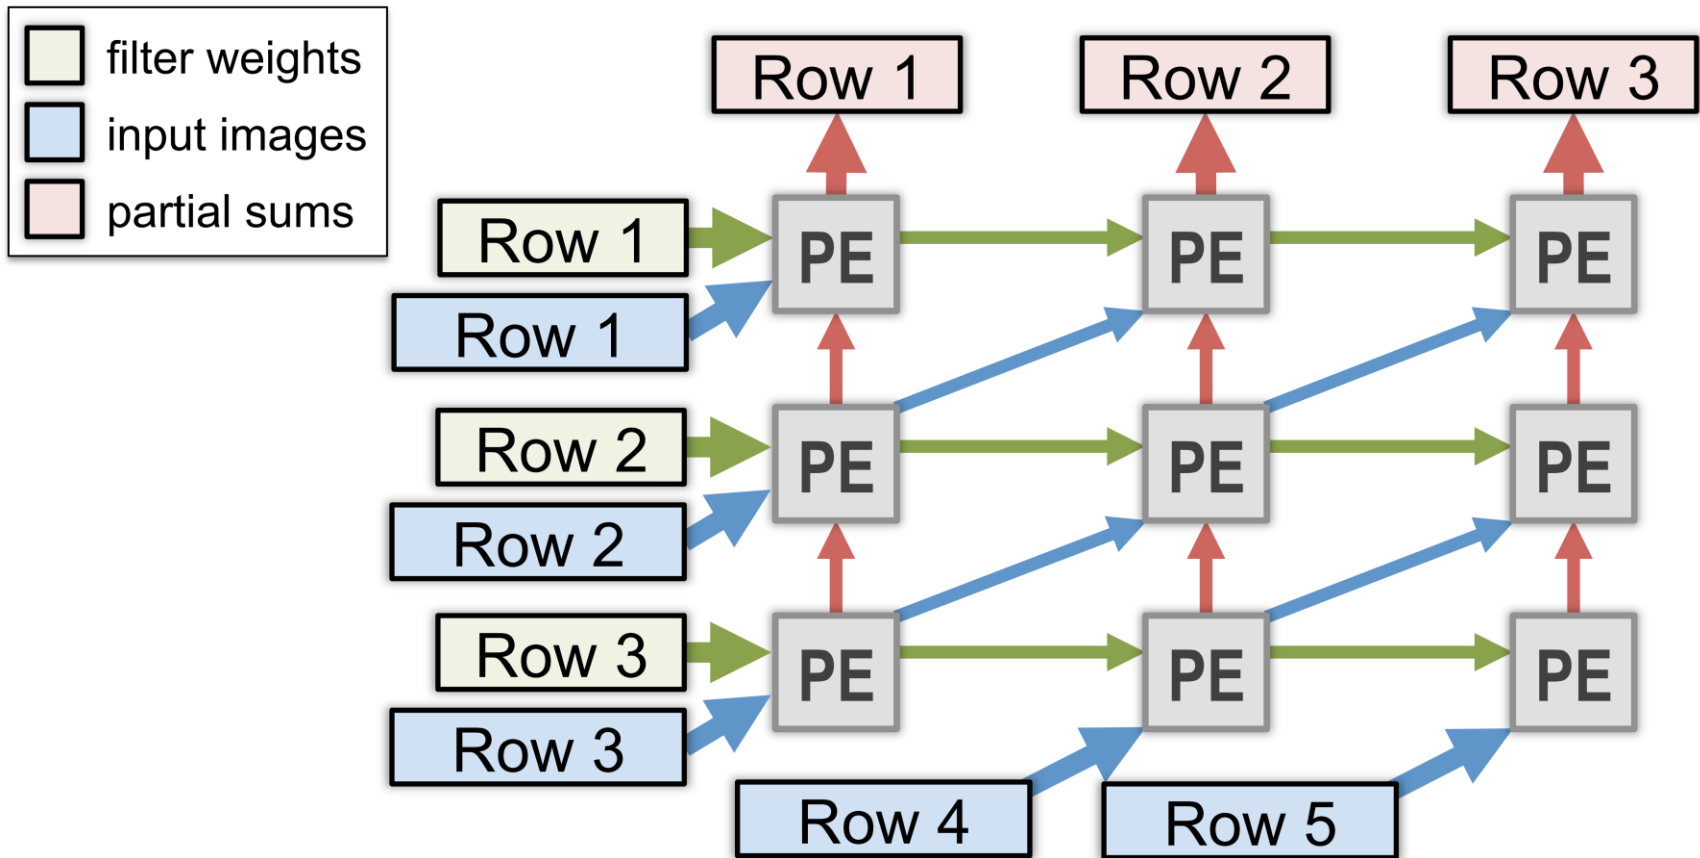 filter weights
input images
partial sums
Row 1
Row 2
Row 3
Row 1
PE
PE
PE
Row 1
Row 2
PE
PE
PE
Row 2
Row 3
PE
PE
PE
Row 3
Row 4
Row 5